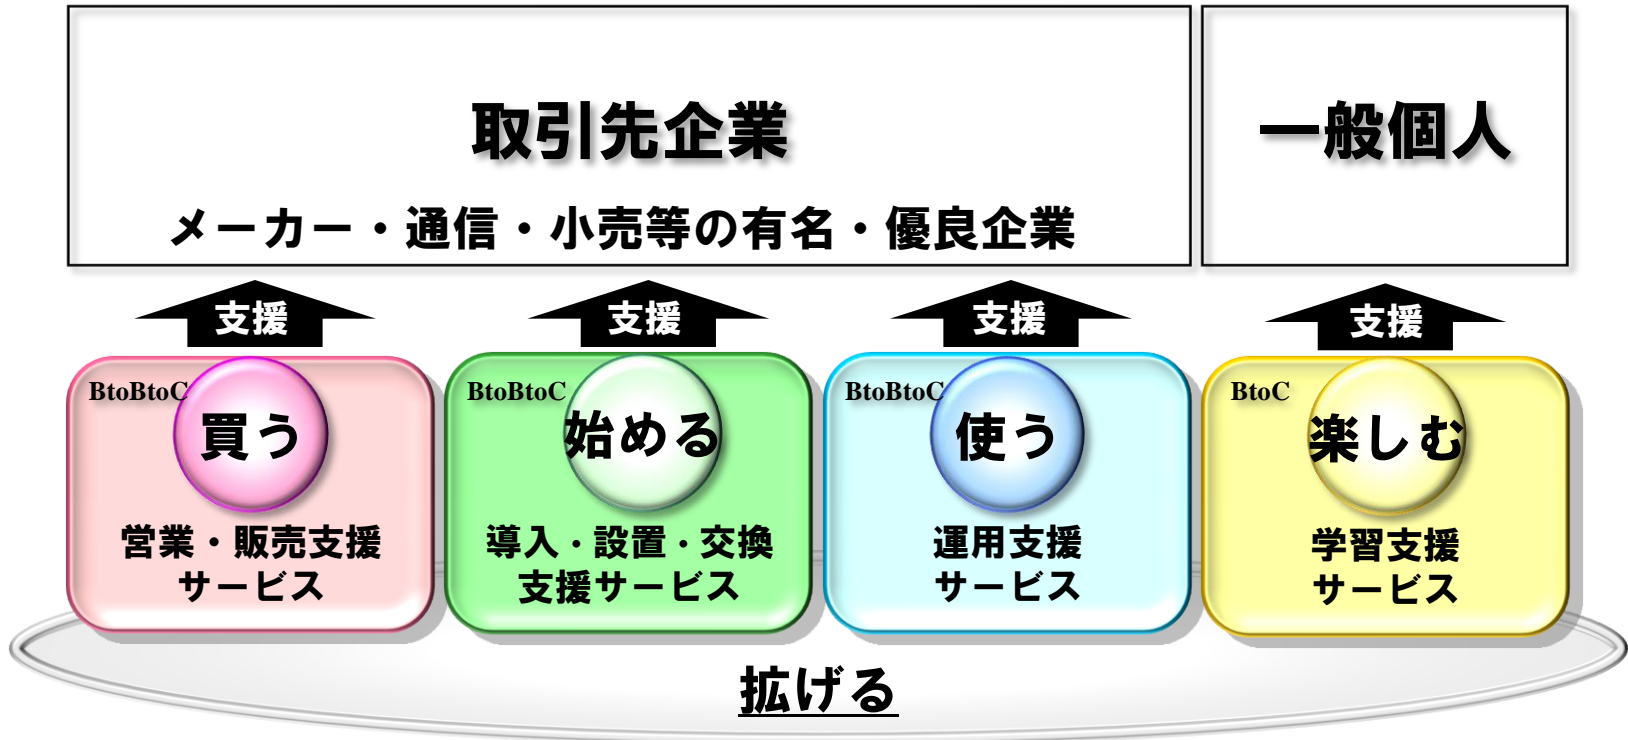 取引先企業
メーカー・通信・小売等の有名・優良企業
一般個人
支援
支援
支援
支援
BtoBtoC
買う
営業・販売支援
サービス
BtoBtoC
始める
導入・設置・交換
支援サービス
BtoBtoC
使う
運用支援
サービス
BtoC
楽しむ
学習支援
サービス
拡げる